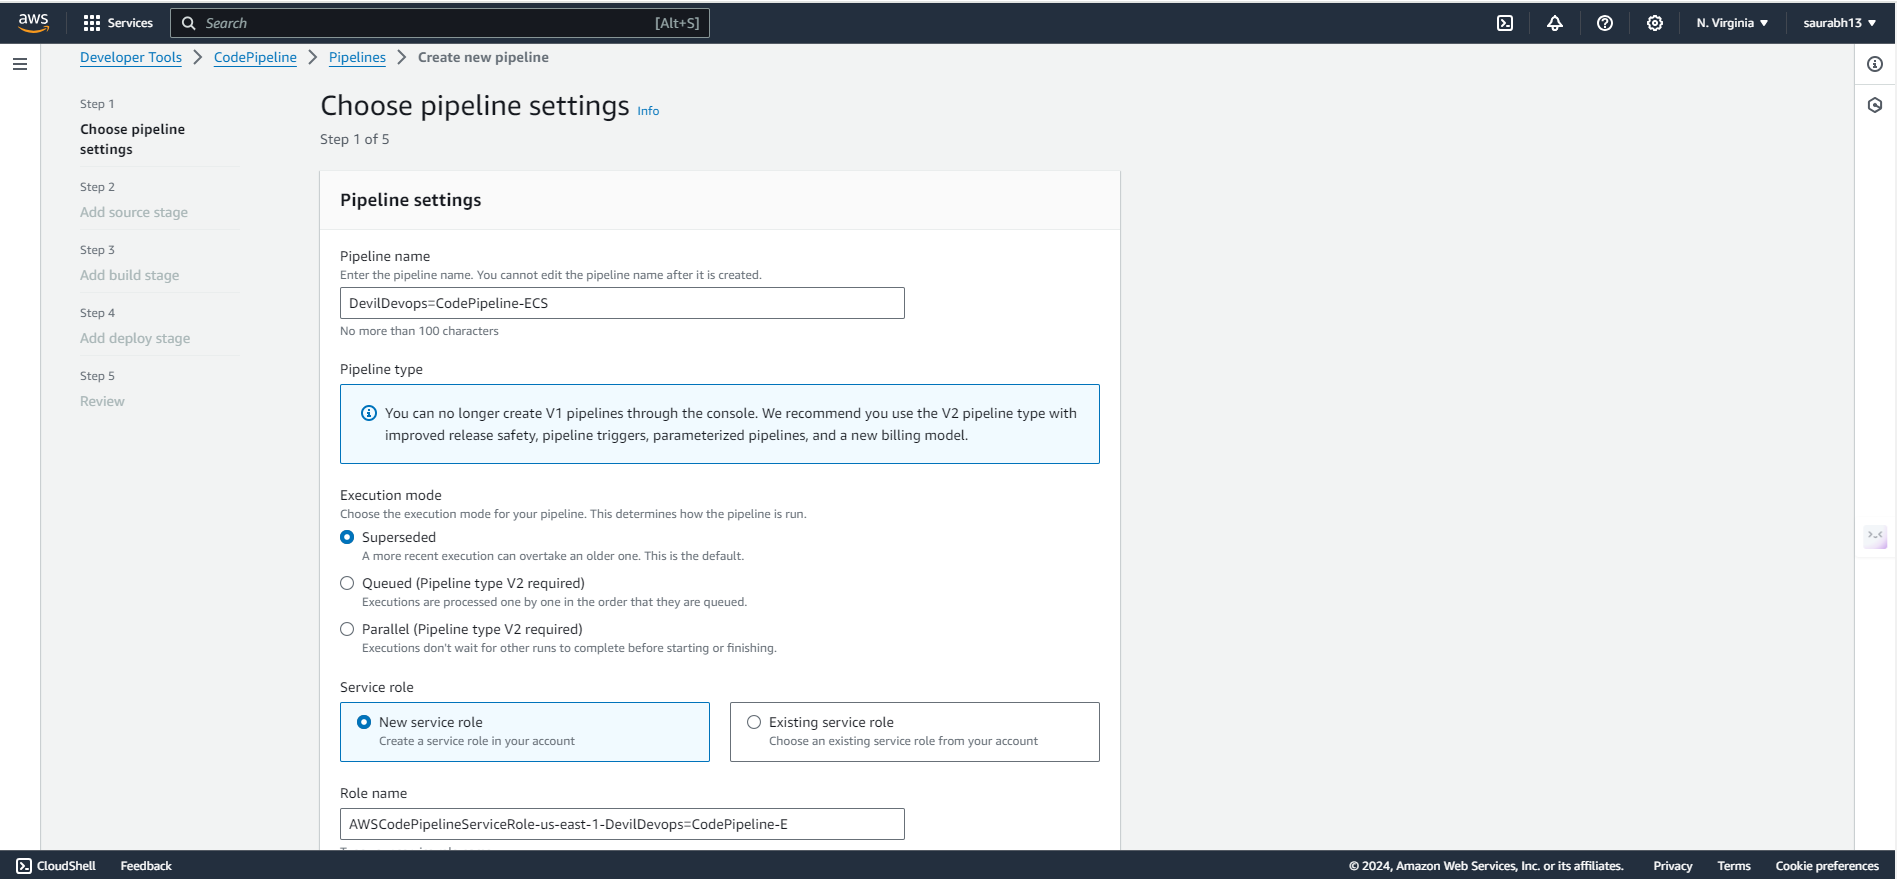 aws
Services
Search
[Alt+S]
N. Virginia
saurabh13
Developer Tools
CodePipeline
Pipelines
Create new pipeline
Step 1
Choose pipeline
settings
Step 2
Add source stage
Step 3
Add build stage
Step 4
Add deploy stage
Step 5
Review
Choose pipeline settings Info
Step 1 of 5
Pipeline settings
Pipeline name
Enter the pipeline name. You cannot edit the pipeline name after it is created.
DevilDevops=CodePipeline-ECS
No more than 100 characters
Pipeline type
You can no longer create V1 pipelines through the console. We recommend you use the V2 pipeline type with
improved release safety, pipeline triggers, parameterized pipelines, and a new billing model.
Execution mode
Choose the execution mode for your pipeline. This determines how the pipeline is run.
Superseded
A more recent execution can overtake an older one. This is the default.
Queued (Pipeline type V2 required)
Executions are processed one by one in the order that they are queued.
Parallel (Pipeline type V2 required)
Executions don't wait for other runs to complete before starting or finishing.
Service role
New service role
Create a service role in your account
Existing service role
Choose an existing service role from your account
Role name
AWSCodePipelineServiceRole-us-east-1-DevilDevops=CodePipeline-E
CloudShell
Feedback
© 2024, Amazon Web Services, Inc. or its affiliates.
Privacy
Terms
Cookie preferences